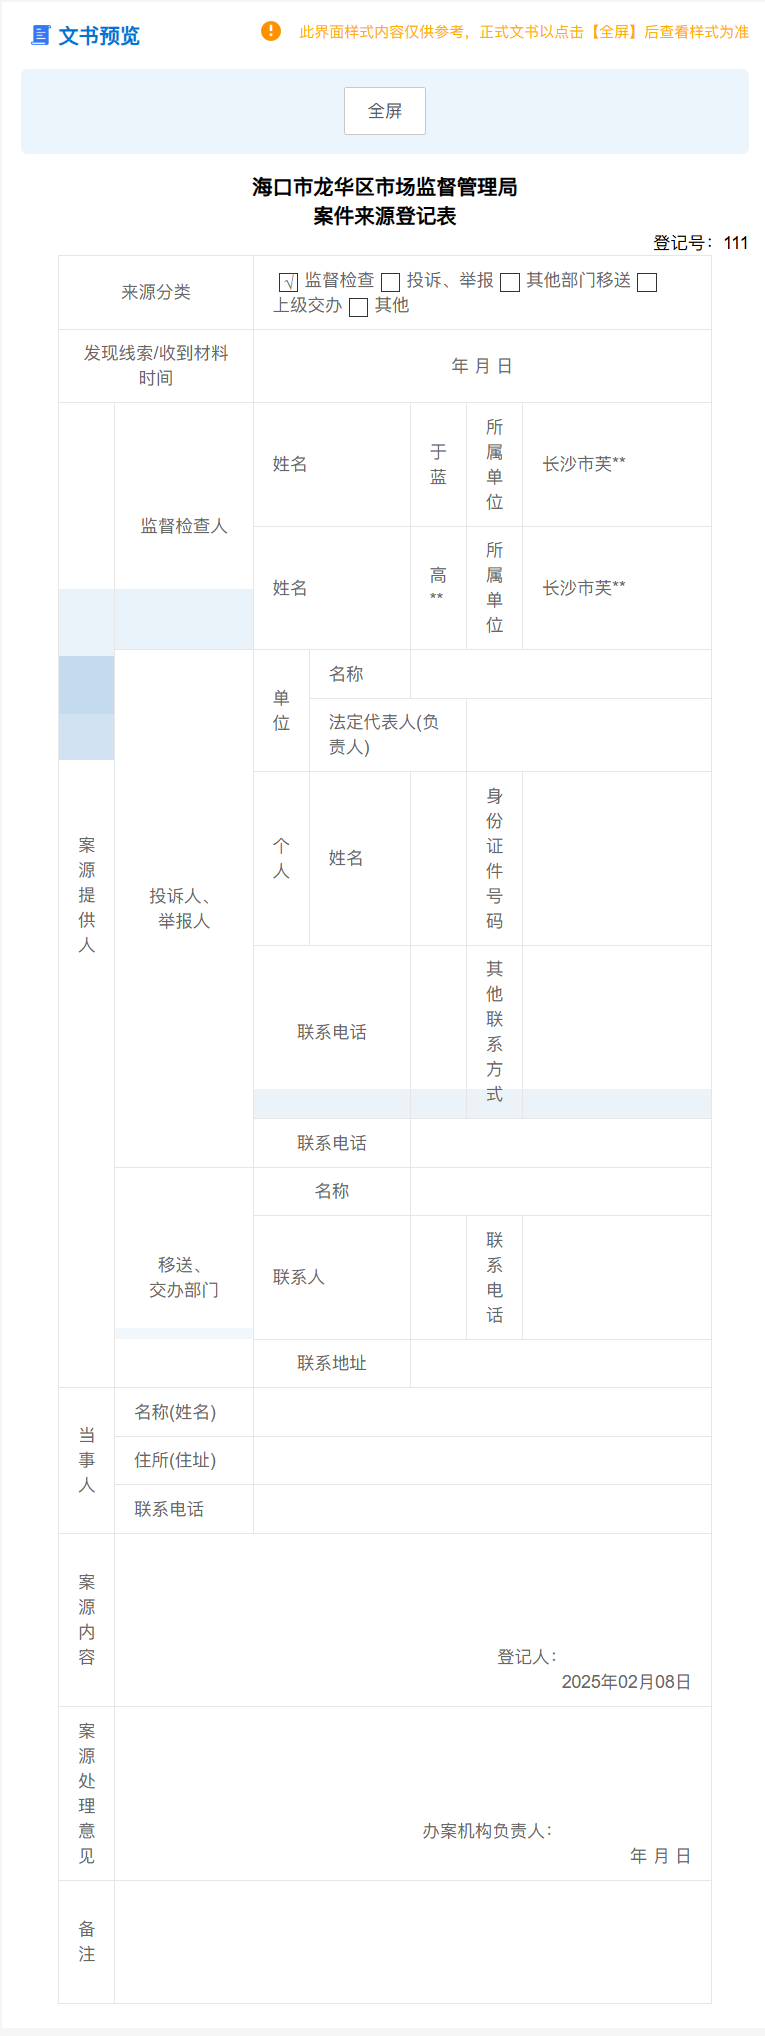 文书预览
此界面样式内容仅供参考，正式文书以点击【全屏】后查看样式为准
全屏
海口市龙华区市场监督管理局
案件来源登记表
登记号：111
来源分类
√ 监督检查 投诉、举报 其他部门移送
上级交办 其他
发现线索/收到材料
时间
年 月 日
案
源
提
供
人
监督检查人
姓名
于
蓝
所
属
单
位
长沙市芙**
姓名
高
**
所
属
单
位
长沙市芙**
投诉人、
举报人
单
位
名称
法定代表人(负
责人)
个
人
姓名
身
份
证
件
号
码
联系电话
其
他
联
系
方
式
联系电话
移送、
交办部门
名称
联系人
联
系
电
话
联系地址
当
事
人
名称(姓名)
住所(住址)
联系电话
案
源
内
容
登记人：
2025年02月08日
案
源
处
理
意
见
办案机构负责人：
年 月 日
备
注